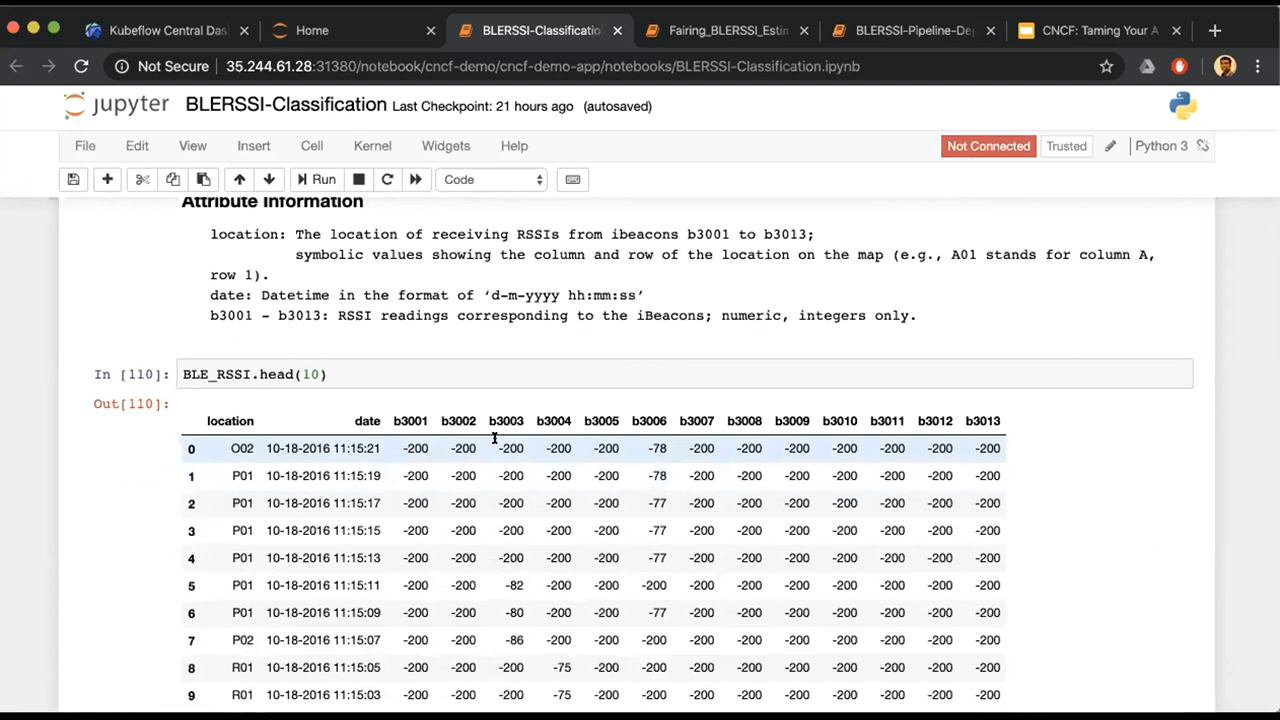 Kubeflow Central Das
Home
BLERSSI-Classificatio
Fairing_BLERSSI_Estin
BLERSSI-Pipeline-Dep
CNCF: Taming Your A
Not Secure 35.244.61.28:31380/notebook/cncf-demo/cncf-demo-app/notebooks/BLERSSI-Classification.ipynb
jupyter BLERSSI-Classification Last Checkpoint: 21 hours ago (autosaved)
File Edit View Insert Cell Kernel Widgets Help Not Connected Trusted Python 3
Run Code
Attribute Information
location: The location of receiving RSSIs from ibeacons b3001 to b3013;
symbolic values showing the column and row of the location on the map (e.g., A01 stands for column A,
row 1).
date: Datetime in the format of ‘d-m-yyyy hh:mm:ss’
b3001 - b3013: RSSI readings corresponding to the iBeacons; numeric, integers only.
In [110]: BLE_RSSI.head(10)
Out[110]:
location date b3001 b3002 b3003 b3004 b3005 b3006 b3007 b3008 b3009 b3010 b3011 b3012 b3013
0 O02 10-18-2016 11:15:21 -200 -200 -200 -200 -200 -78 -200 -200 -200 -200 -200 -200 -200
1 P01 10-18-2016 11:15:19 -200 -200 -200 -200 -200 -78 -200 -200 -200 -200 -200 -200 -200
2 P01 10-18-2016 11:15:17 -200 -200 -200 -200 -200 -77 -200 -200 -200 -200 -200 -200 -200
3 P01 10-18-2016 11:15:15 -200 -200 -200 -200 -200 -77 -200 -200 -200 -200 -200 -200 -200
4 P01 10-18-2016 11:15:13 -200 -200 -200 -200 -200 -77 -200 -200 -200 -200 -200 -200 -200
5 P01 10-18-2016 11:15:11 -200 -200 -82 -200 -200 -200 -200 -200 -200 -200 -200 -200 -200
6 P01 10-18-2016 11:15:09 -200 -200 -80 -200 -200 -77 -200 -200 -200 -200 -200 -200 -200
7 P02 10-18-2016 11:15:07 -200 -200 -86 -200 -200 -200 -200 -200 -200 -200 -200 -200 -200
8 R01 10-18-2016 11:15:05 -200 -200 -200 -75 -200 -200 -200 -200 -200 -200 -200 -200 -200
9 R01 10-18-2016 11:15:03 -200 -200 -200 -75 -200 -200 -200 -200 -200 -200 -200 -200 -200